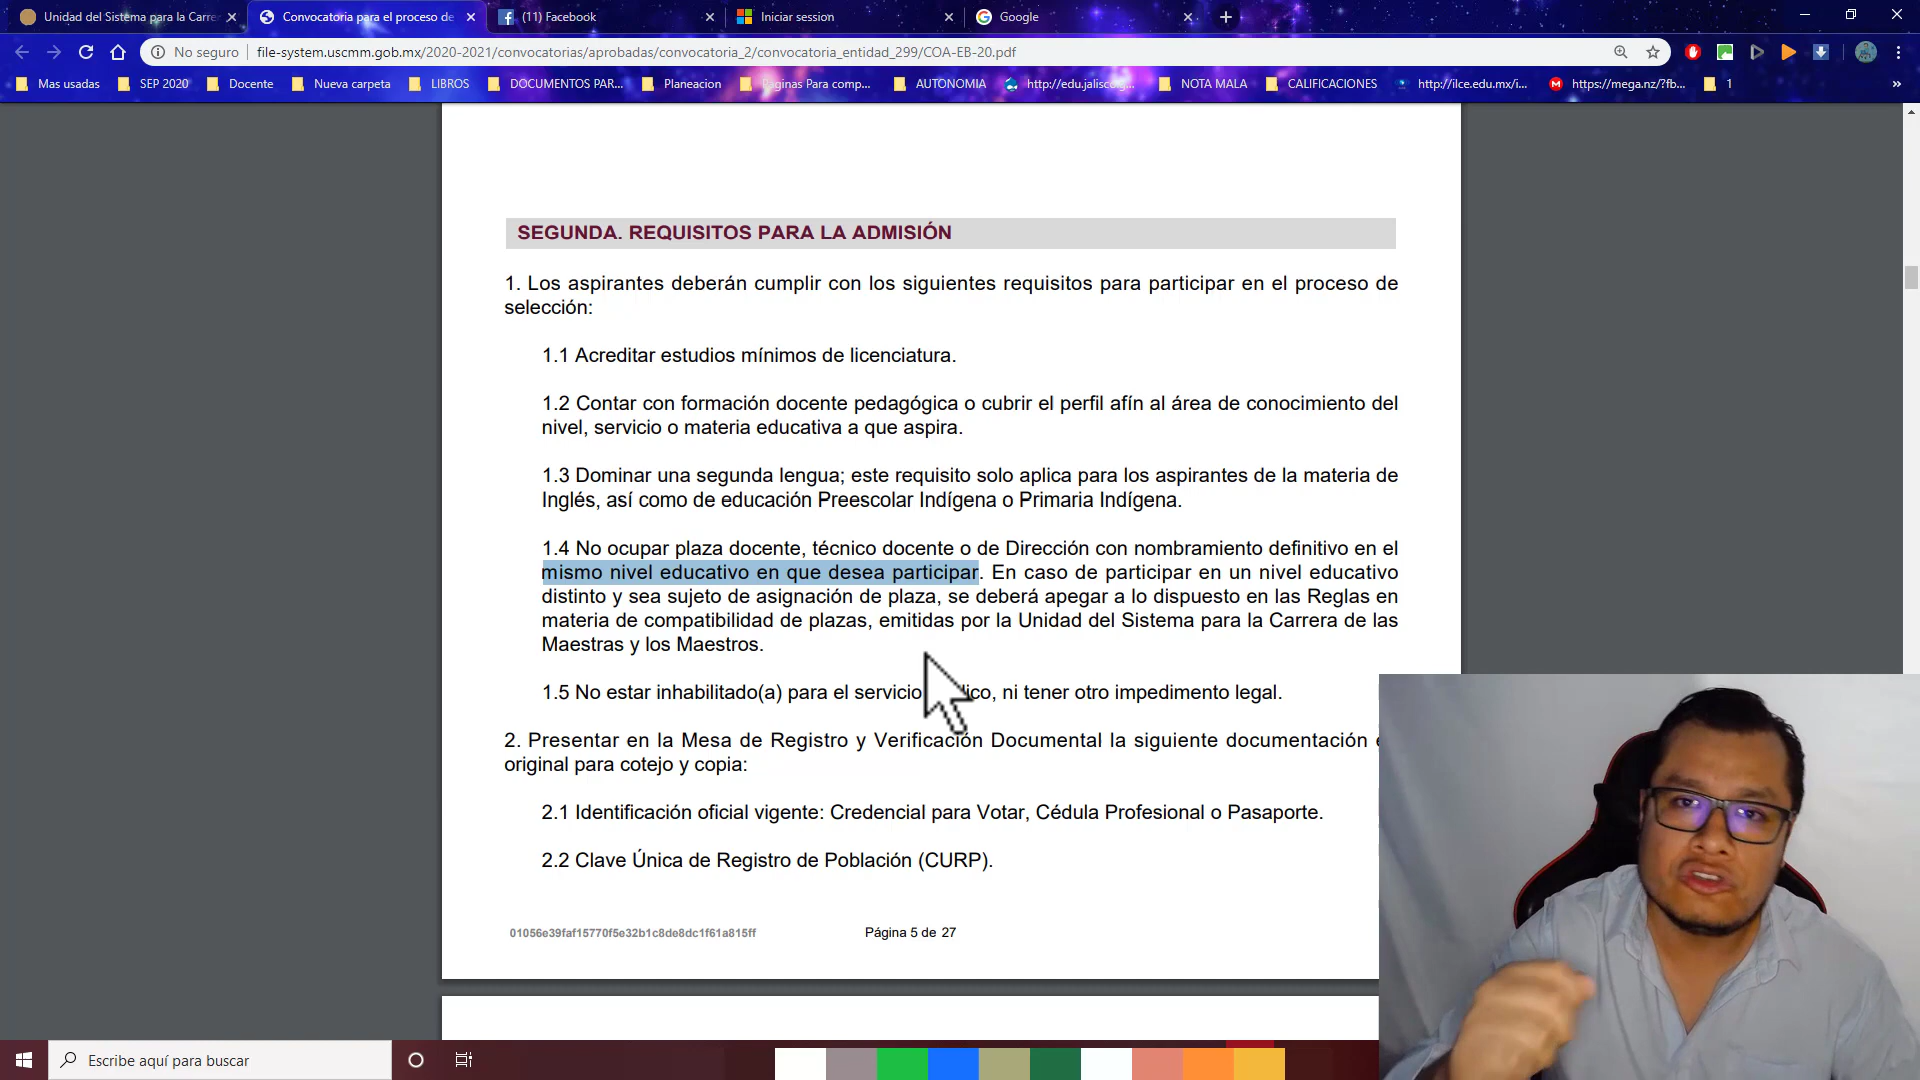 Unidad del Sistema para la Carre
Convocatoria para el proceso de
(11) Facebook
Iniciar session
Google
No seguro
file-system.uscmm.gob.mx/2020-2021/convocatorias/aprobadas/convocatoria_2/convocatoria_entidad_299/COA-EB-20.pdf
Mas usadas
SEP 2020
Docente
Nueva carpeta
LIBROS
DOCUMENTOS PAR...
Planeacion
Paginas Para comp...
AUTONOMIA
http://edu.jalisco.g...
NOTA MALA
CALIFICACIONES
http://ilce.edu.mx/i...
https://mega.nz/?fb...
1
SEGUNDA. REQUISITOS PARA LA ADMISIÓN
1. Los aspirantes deberán cumplir con los siguientes requisitos para participar en el proceso de
selección:
1.1 Acreditar estudios mínimos de licenciatura.
1.2 Contar con formación docente pedagógica o cubrir el perfil afín al área de conocimiento del
nivel, servicio o materia educativa a que aspira.
1.3 Dominar una segunda lengua; este requisito solo aplica para los aspirantes de la materia de
Inglés, así como de educación Preescolar Indígena o Primaria Indígena.
1.4 No ocupar plaza docente, técnico docente o de Dirección con nombramiento definitivo en el
mismo nivel educativo en que desea participar. En caso de participar en un nivel educativo
distinto y sea sujeto de asignación de plaza, se deberá apegar a lo dispuesto en las Reglas en
materia de compatibilidad de plazas, emitidas por la Unidad del Sistema para la Carrera de las
Maestras y los Maestros.
1.5 No estar inhabilitado(a) para el servicio lico, ni tener otro impedimento legal.
2. Presentar en la Mesa de Registro y Verificación Documental la siguiente documentación
original para cotejo y copia:
2.1 Identificación oficial vigente: Credencial para Votar, Cédula Profesional o Pasaporte.
2.2 Clave Única de Registro de Población (CURP).
01056e39faf15770f5e32b1c8de8dc1f61a815ff
Página 5 de 27
Escribe aquí para buscar